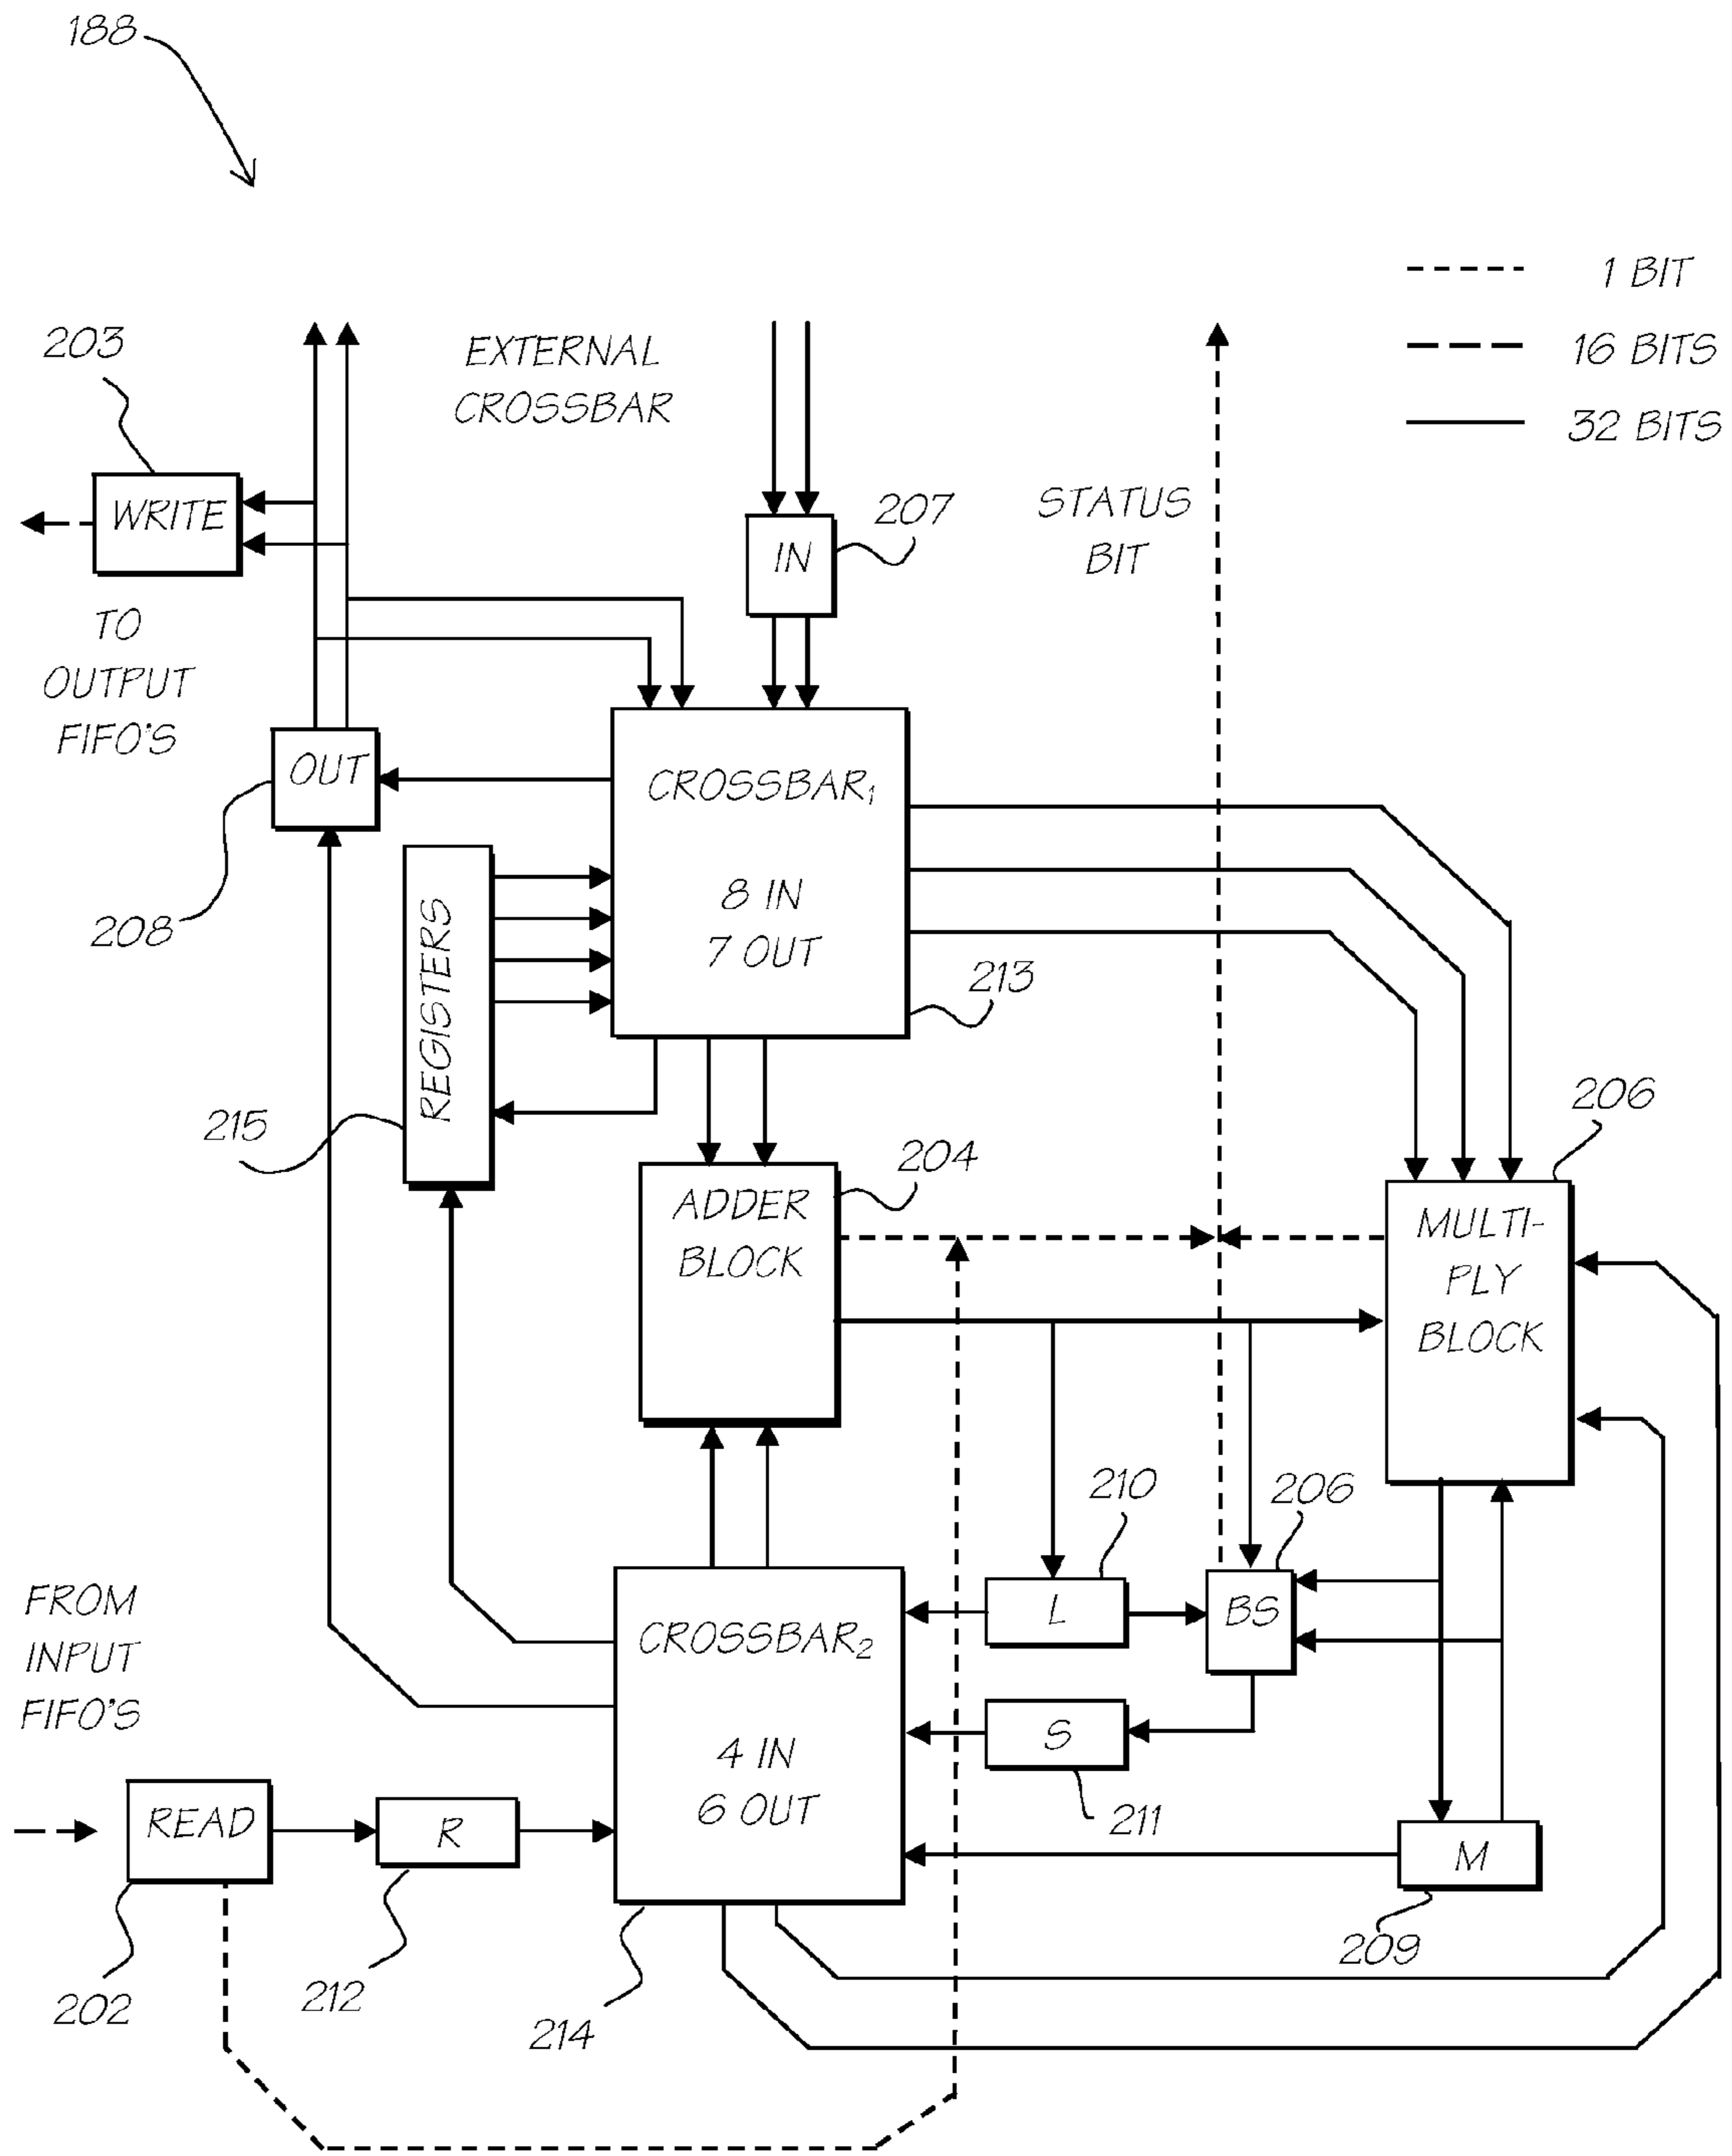 188
1 BIT
16 BITS
32 BITS
203
EXTERNAL
CROSSBAR
WRITE
207
IN
STATUS
BIT
TO
OUTPUT
FIFO'S
OUT
208
CROSSBAR₁
8 IN
7 OUT
213
REGISTERS
215
204
ADDER
BLOCK
206
MULTI-
PLY
BLOCK
210
206
L
BS
FROM
INPUT
FIFO'S
CROSSBAR₂
4 IN
6 OUT
S
211
READ
R
M
202
212
214
209